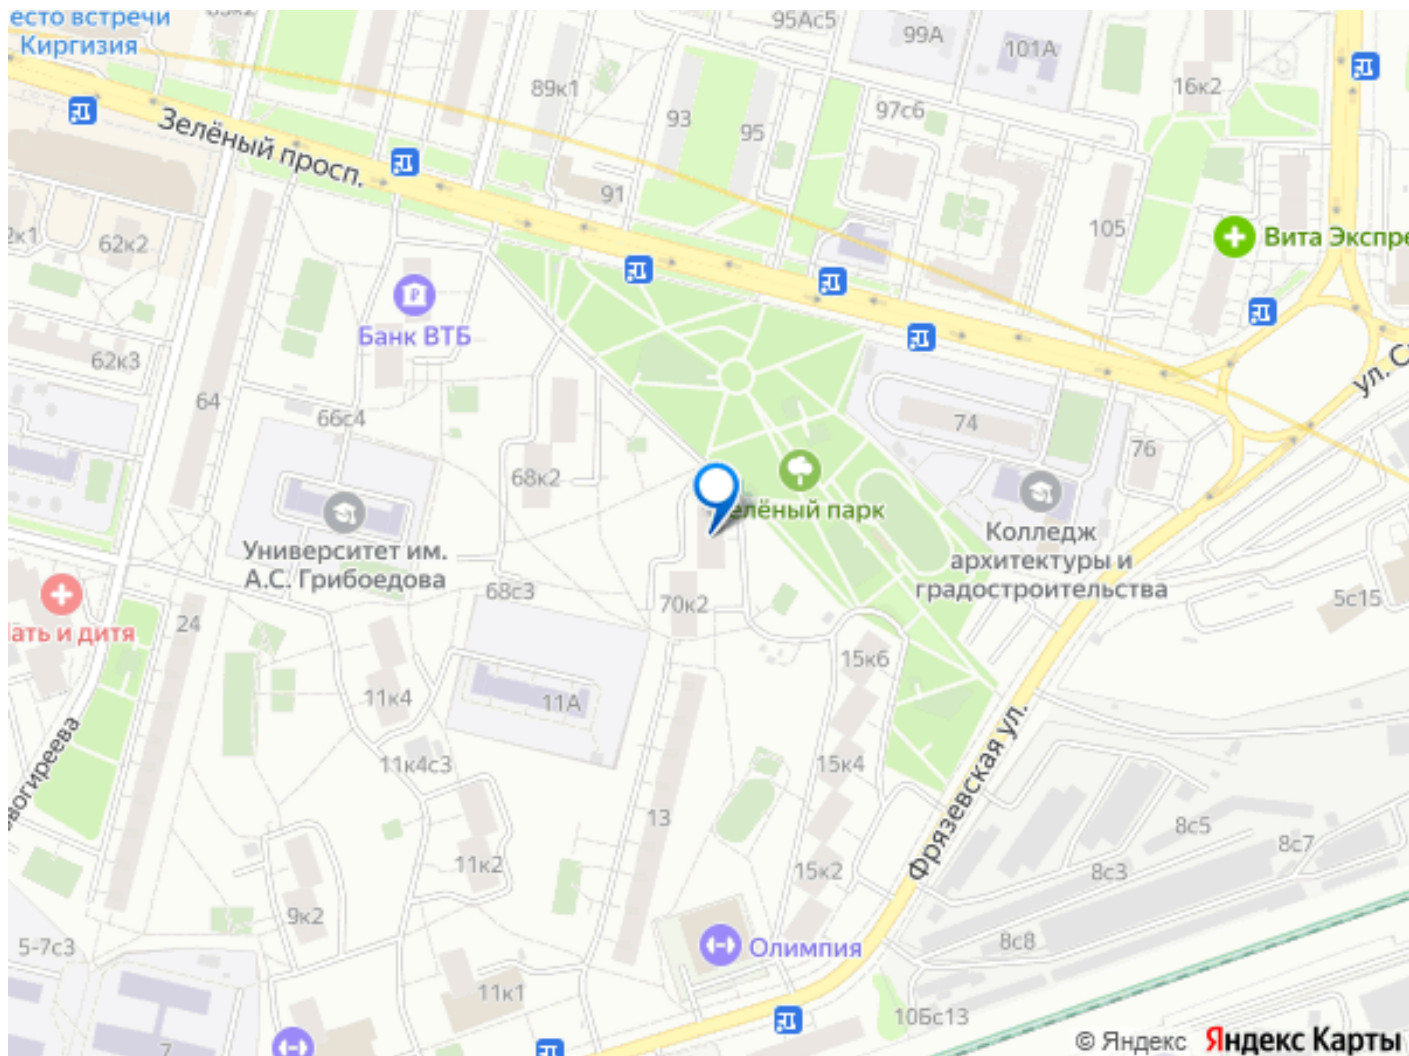 есто встречи
Киргизия
95Ас5
99А
101А
16к2
89к1
93
95
97с6
Зелёный просп.
91
105
62к2
Вита Экспре
Банк ВТБ
62к3
64
66с4
74
76
ул. С
68к2
елёный парк
Колледж
архитектуры и
градостроительства
Университет им.
А.С. Грибоедова
68с3
70к2
5с15
ать и дитя
24
15к6
11к4
11А
вогиреева
11к4с3
15к4
Фрязевская ул.
13
8с5
8с7
11к2
15к2
8с3
9к2
5-7с3
Олимпия
8с8
11к1
10Бс13
7
© Яндекс Яндекс Карты